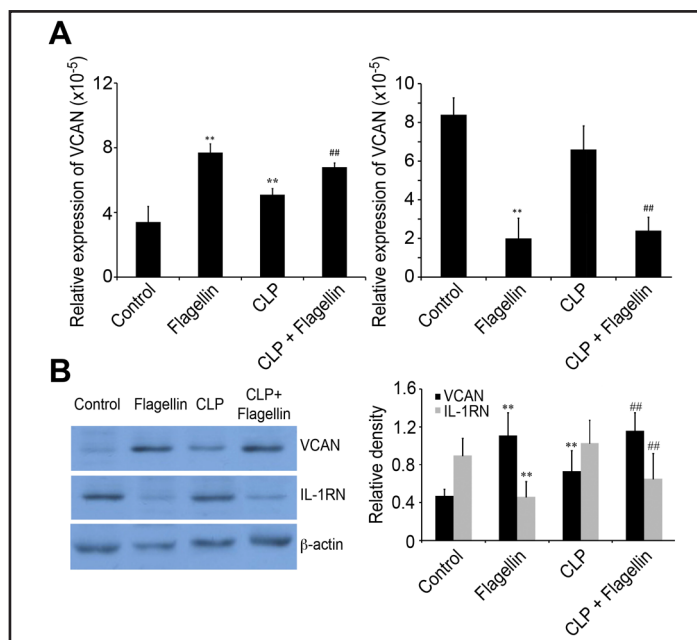 A
Relative expression of VCAN (x10-5)
12
8
4
0
**
**
##
Control
Flagellin
CLP
CLP + Flagellin
Relative expression of VCAN (x10-5)
10
8
6
4
2
0
**
##
Control
Flagellin
CLP
CLP + Flagellin
B
Control Flagellin CLP CLP+
Flagellin
VCAN
IL-1RN
β-actin
Relative density
1.6
1.2
0.8
0.4
0
VCAN
IL-1RN
**
**
**
##
##
Control
Flagellin
CLP
CLP + Flagellin